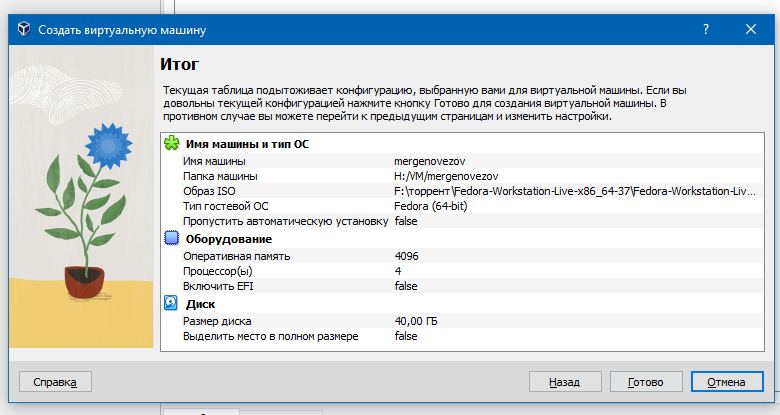 Создать виртуальную машину
Итог
Текущая таблица подытоживает конфигурацию, выбранную вами для виртуальной машины. Если вы
довольны текущей конфигурацией нажмите кнопку Готово для создания виртуальной машины. В
противном случае вы можете перейти к предыдущим страницам и изменить настройки.
Имя машины и тип ОС
Имя машины mergenovezov
Папка машины H:/VM/mergenovezov
Образ ISO F:\торрент\Fedora-Workstation-Live-x86_64-37\Fedora-Workstation-Liv...
Тип гостевой ОС Fedora (64-bit)
Пропустить автоматическую установку false
Оборудование
Оперативная память 4096
Процессор(ы) 4
Включить EFI false
Диск
Размер диска 40,00 ГБ
Выделить место в полном размере false
Справка Назад Готово Отмена